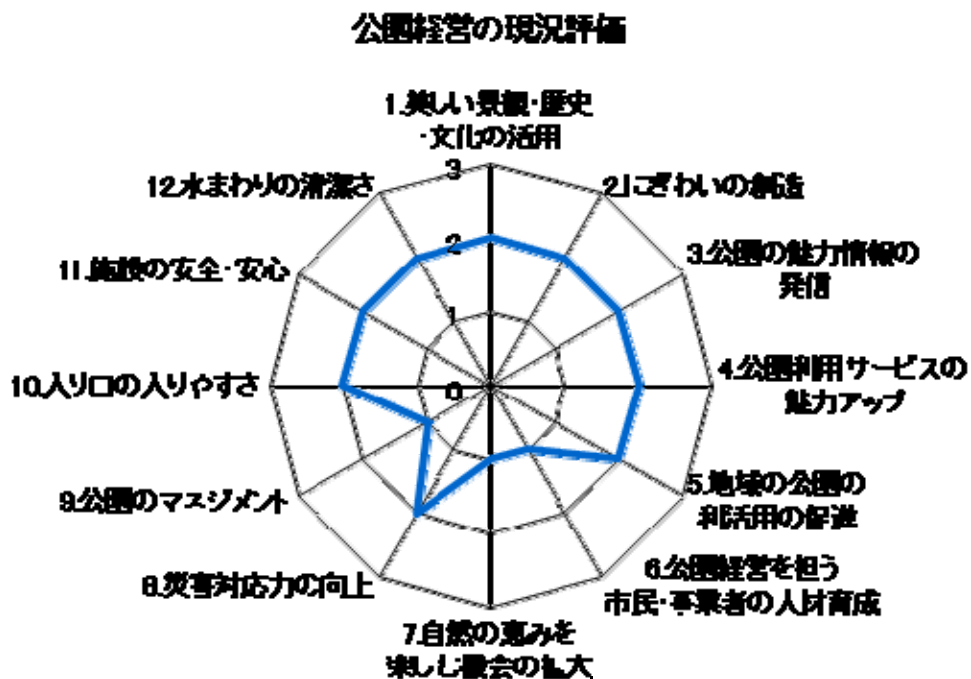 公園経営の現況評価
1.美しい景観・歴史
・文化の活用
2.にぎわいの創造
3.公園の魅力情報の
発信
4.公園利用サービスの
魅力アップ
5.地域の公園の
利活用の促進
6.公園経営を担う
市民・事業者の人財育成
7.自然の恵みを
楽しむ機会の拡大
8.災害対応力の向上
9.公園のマネジメント
10.入り口の入りやすさ
11.施設の安全・安心
12.水まわりの清潔さ
3
2
1
0